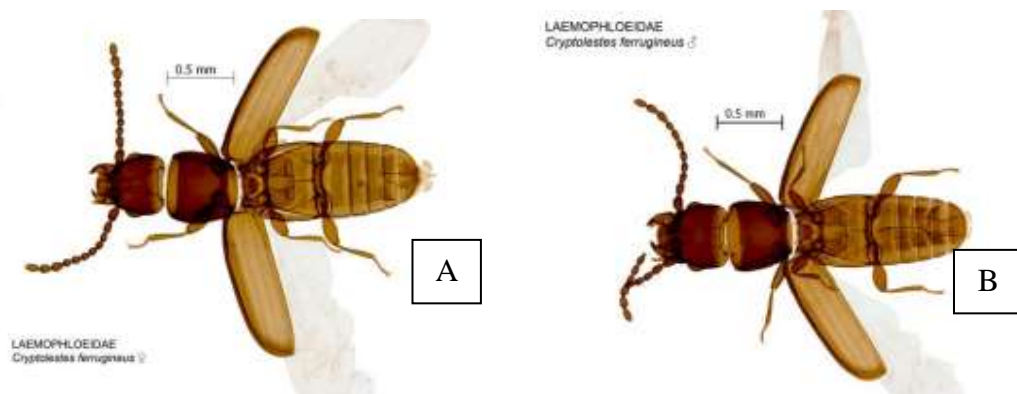 0.5 mm
A
LAEMOPHLOEIDAE
Cryptolestes ferrugineus ♀
LAEMOPHLOEIDAE
Cryptolestes ferrugineus ♂
0.5 mm
B